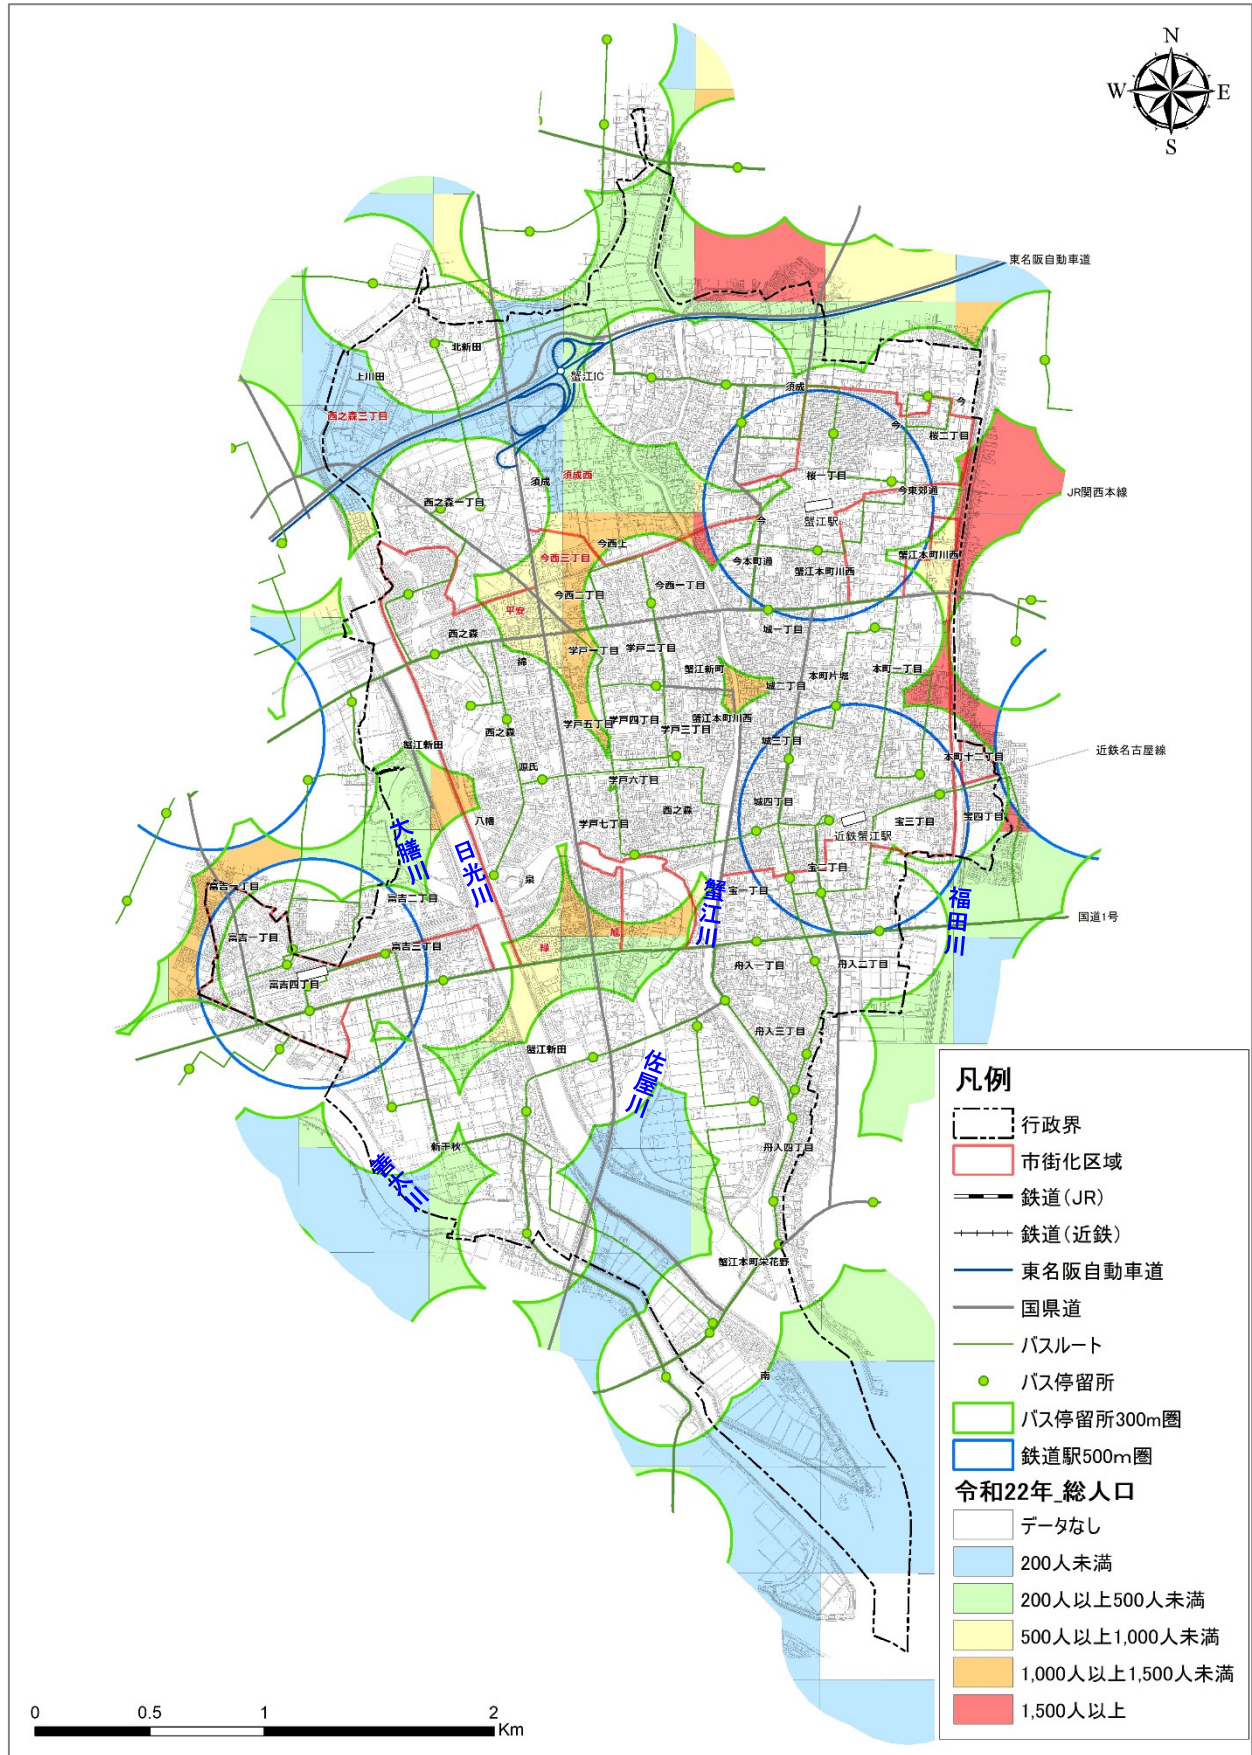 N
W
E
S
東名阪自動車道
北新田
上川田
蟹江IC
西之森三丁目
須成
今
今
桜二丁目
須成西
桜一丁目
須成
西之森一丁目
今東郊通
JR関西本線
今
蟹江駅
今西上
今西三丁目
蟹江本町川西
今本町通
蟹江本町川西
今西一丁目
今西二丁目
平安
城一丁目
西之森
学戸一丁目
学戸二丁目
錦
蟹江新町
本町一丁目
本町片堀
城二丁目
蟹江本町川西
学戸五丁目
学戸四丁目
学戸三丁目
西之森
城三丁目
蟹江新田
近鉄名古屋線
本町十二丁目
源氏
学戸六丁目
城四丁目
西之森
宝四丁目
八幡
学戸七丁目
近鉄蟹江駅
宝三丁目
大膳川
日光川
宝二丁目
泉
富吉一丁目
宝一丁目
蟹江川
福田川
富吉二丁目
国道1号
富吉一丁目
旭
富吉三丁目
緑
舟入一丁目
舟入二丁目
富吉四丁目
舟入三丁目
蟹江新田
佐屋川
新千秋
舟入四丁目
善太川
蟹江本町栄花野
南
凡例
行政界
市街化区域
鉄道(JR)
鉄道(近鉄)
東名阪自動車道
国県道
バスルート
バス停留所
バス停留所300m圏
鉄道駅500m圏
令和22年_総人口
データなし
200人未満
200人以上500人未満
500人以上1,000人未満
1,000人以上1,500人未満
1,500人以上
0 0.5 1 2
Km